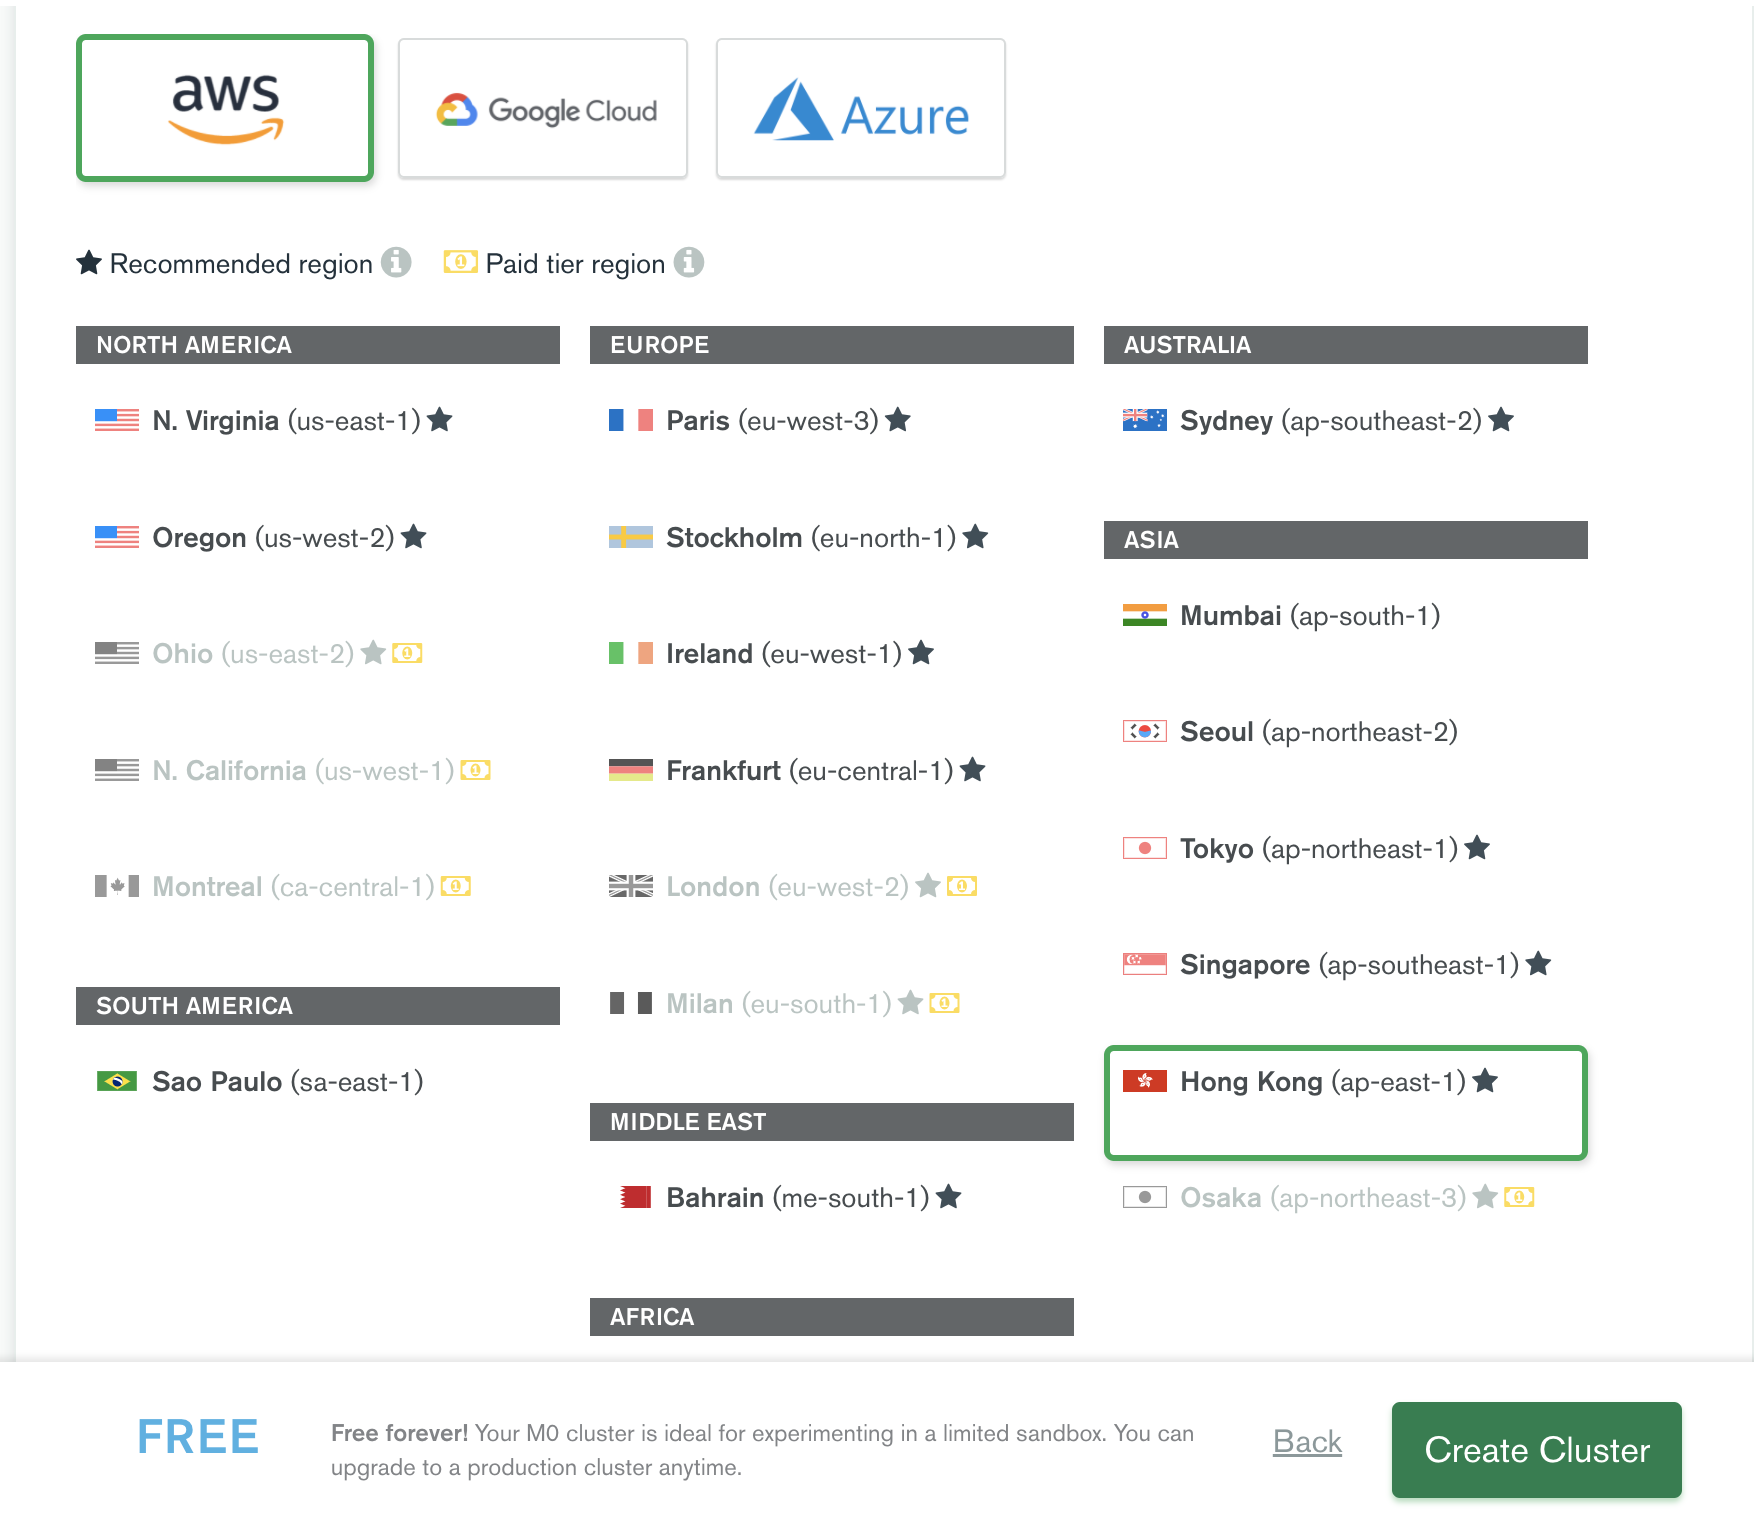 aws
Google Cloud
Azure
Recommended region
Paid tier region
NORTH AMERICA
N. Virginia (us-east-1)
Oregon (us-west-2)
Ohio (us-east-2)
N. California (us-west-1)
Montreal (ca-central-1)
SOUTH AMERICA
Sao Paulo (sa-east-1)
EUROPE
Paris (eu-west-3)
Stockholm (eu-north-1)
Ireland (eu-west-1)
Frankfurt (eu-central-1)
London (eu-west-2)
Milan (eu-south-1)
MIDDLE EAST
Bahrain (me-south-1)
AFRICA
AUSTRALIA
Sydney (ap-southeast-2)
ASIA
Mumbai (ap-south-1)
Seoul (ap-northeast-2)
Tokyo (ap-northeast-1)
Singapore (ap-southeast-1)
Hong Kong (ap-east-1)
Osaka (ap-northeast-3)
FREE
Free forever! Your M0 cluster is ideal for experimenting in a limited sandbox. You can
upgrade to a production cluster anytime.
Back
Create Cluster